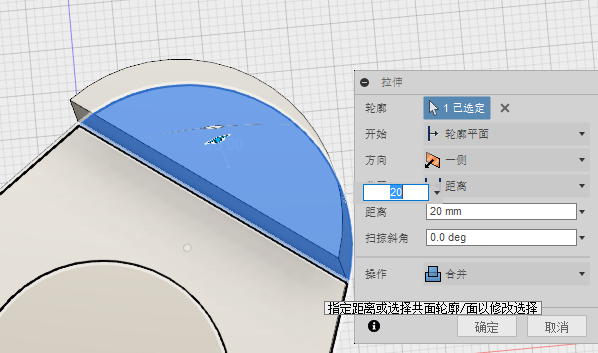 拉伸
轮廓 1 已选定
开始 轮廓平面
方向 一侧
距离
20
距离 20 mm
扫掠斜角 0.0 deg
操作 合并
指定距离或选择共面轮廓/面以修改选择
确定 取消